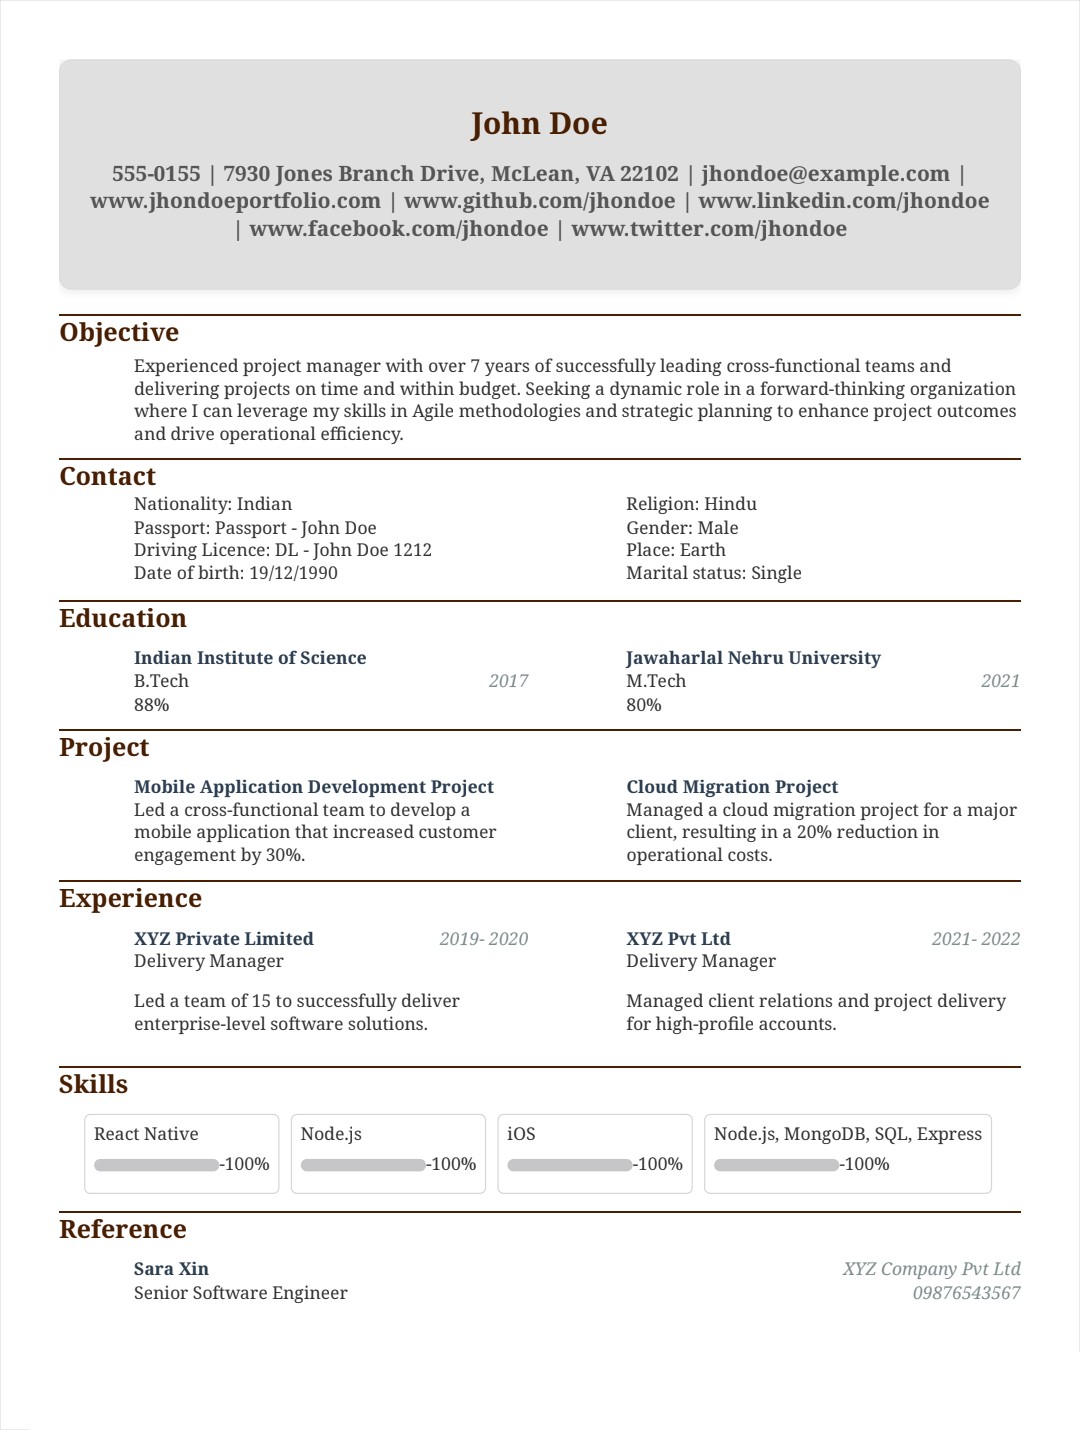 John Doe
555-0155 | 7930 Jones Branch Drive, McLean, VA 22102 | jhondoe@example.com |
www.jhondoeportfolio.com | www.github.com/jhondoe | www.linkedin.com/jhondoe
| www.facebook.com/jhondoe | www.twitter.com/jhondoe
Objective
Experienced project manager with over 7 years of successfully leading cross-functional teams and
delivering projects on time and within budget. Seeking a dynamic role in a forward-thinking organization
where I can leverage my skills in Agile methodologies and strategic planning to enhance project outcomes
and drive operational efficiency.
Contact
Nationality: Indian
Passport: Passport - John Doe
Driving Licence: DL - John Doe 1212
Date of birth: 19/12/1990
Religion: Hindu
Gender: Male
Place: Earth
Marital status: Single
Education
Indian Institute of Science
B.Tech 2017
88%
Jawaharlal Nehru University
M.Tech 2021
80%
Project
Mobile Application Development Project
Led a cross-functional team to develop a
mobile application that increased customer
engagement by 30%.
Cloud Migration Project
Managed a cloud migration project for a major
client, resulting in a 20% reduction in
operational costs.
Experience
XYZ Private Limited 2019- 2020
Delivery Manager
Led a team of 15 to successfully deliver
enterprise-level software solutions.
XYZ Pvt Ltd 2021- 2022
Delivery Manager
Managed client relations and project delivery
for high-profile accounts.
Skills
React Native
-100%
Node.js
-100%
iOS
-100%
Node.js, MongoDB, SQL, Express
-100%
Reference
Sara Xin XYZ Company Pvt Ltd
Senior Software Engineer 09876543567